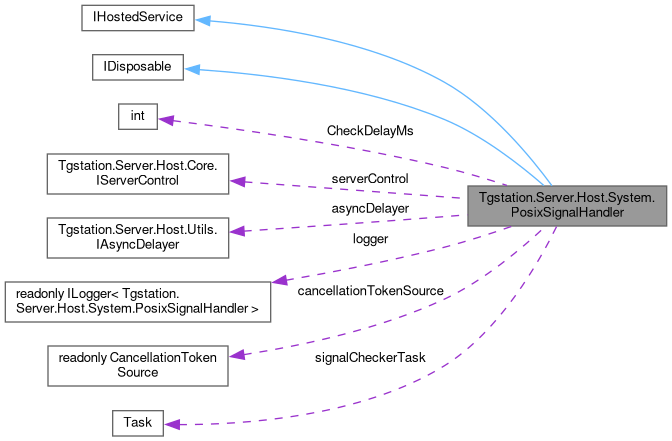 IHostedService
IDisposable
int
CheckDelayMs
Tgstation.Server.Host.Core.
IServerControl
serverControl
Tgstation.Server.Host.System.
PosixSignalHandler
Tgstation.Server.Host.Utils.
IAsyncDelayer
asyncDelayer
logger
readonly ILogger< Tgstation.
Server.Host.System.PosixSignalHandler >
cancellationTokenSource
readonly CancellationToken
Source
signalCheckerTask
Task